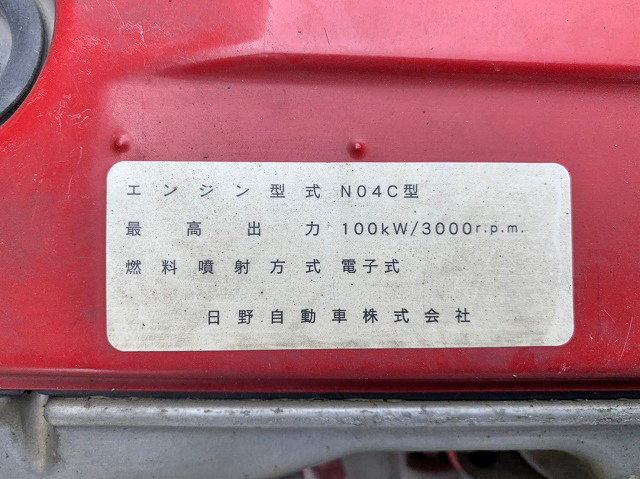 エンジン型式 N04C型
最高出力 100kW/3000r.p.m.
燃料噴射方式 電子式
日野自動車株式会社